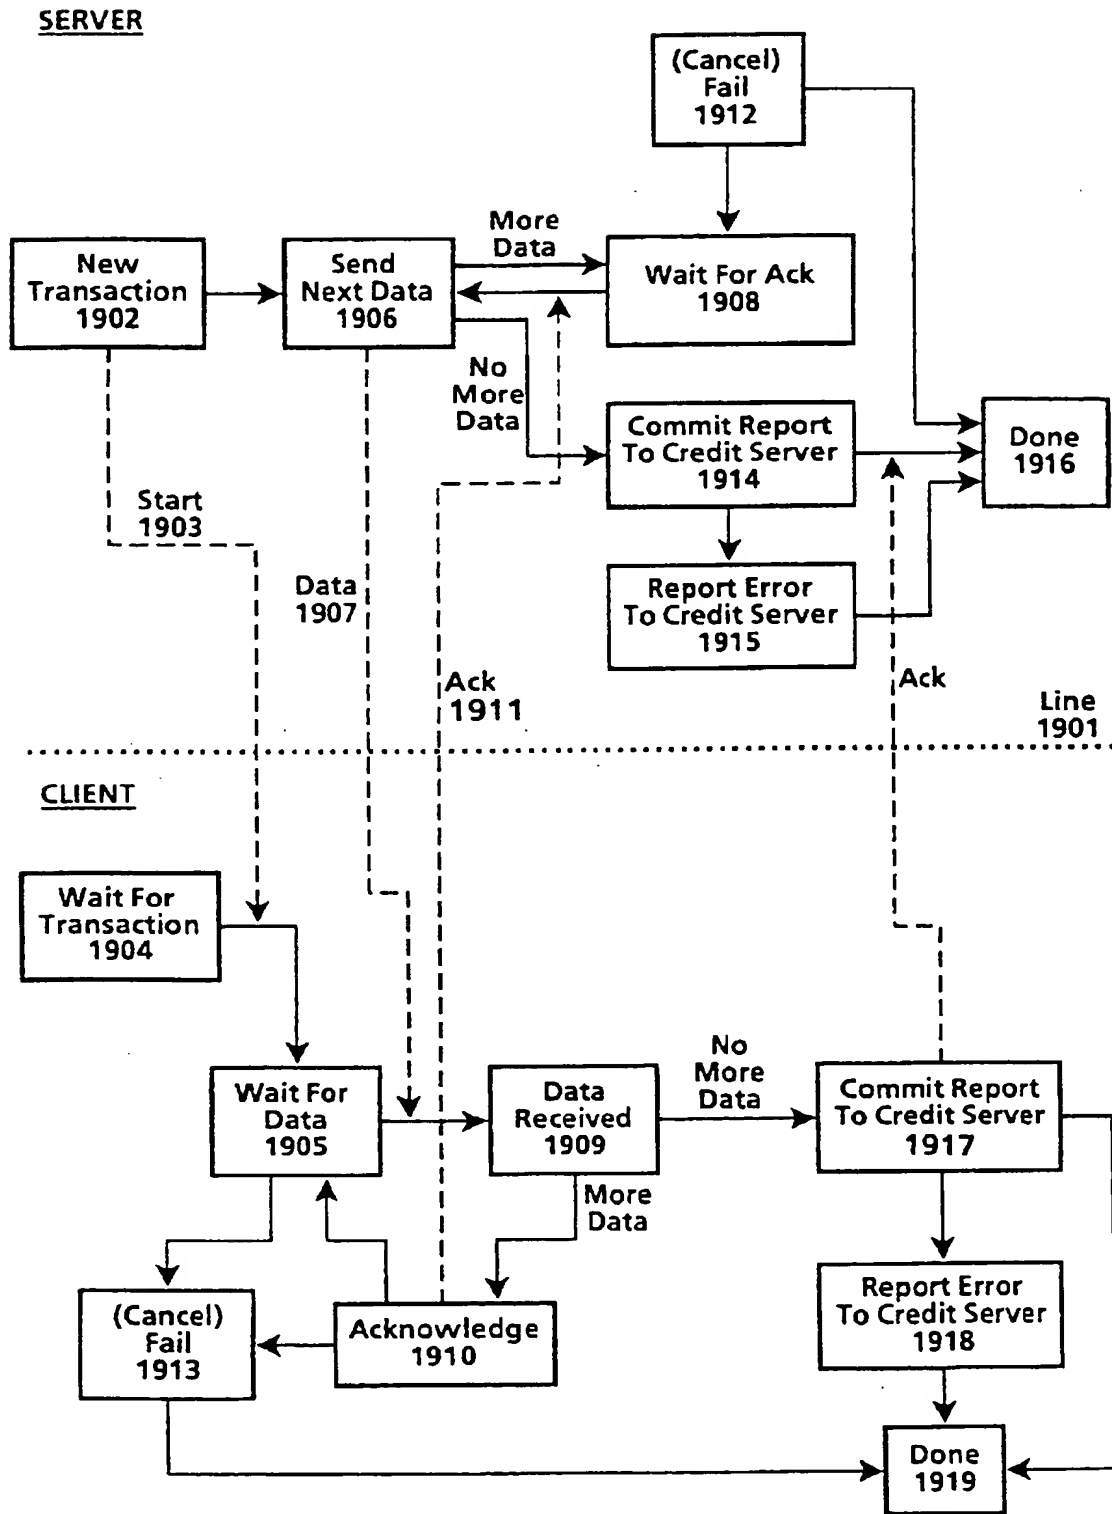 SERVER
(Cancel)
Fail
1912
More
Data
New
Transaction
1902
Send
Next Data
1906
Wait For Ack
1908
No
More
Data
Commit Report
To Credit Server
1914
Done
1916
Start
1903
Data
1907
Report Error
To Credit Server
1915
Ack
1911
Ack
Line
1901
CLIENT
Wait For
Transaction
1904
No
More
Data
Wait For
Data
1905
Data
Received
1909
Commit Report
To Credit Server
1917
More
Data
(Cancel)
Fail
1913
Acknowledge
1910
Report Error
To Credit Server
1918
Done
1919